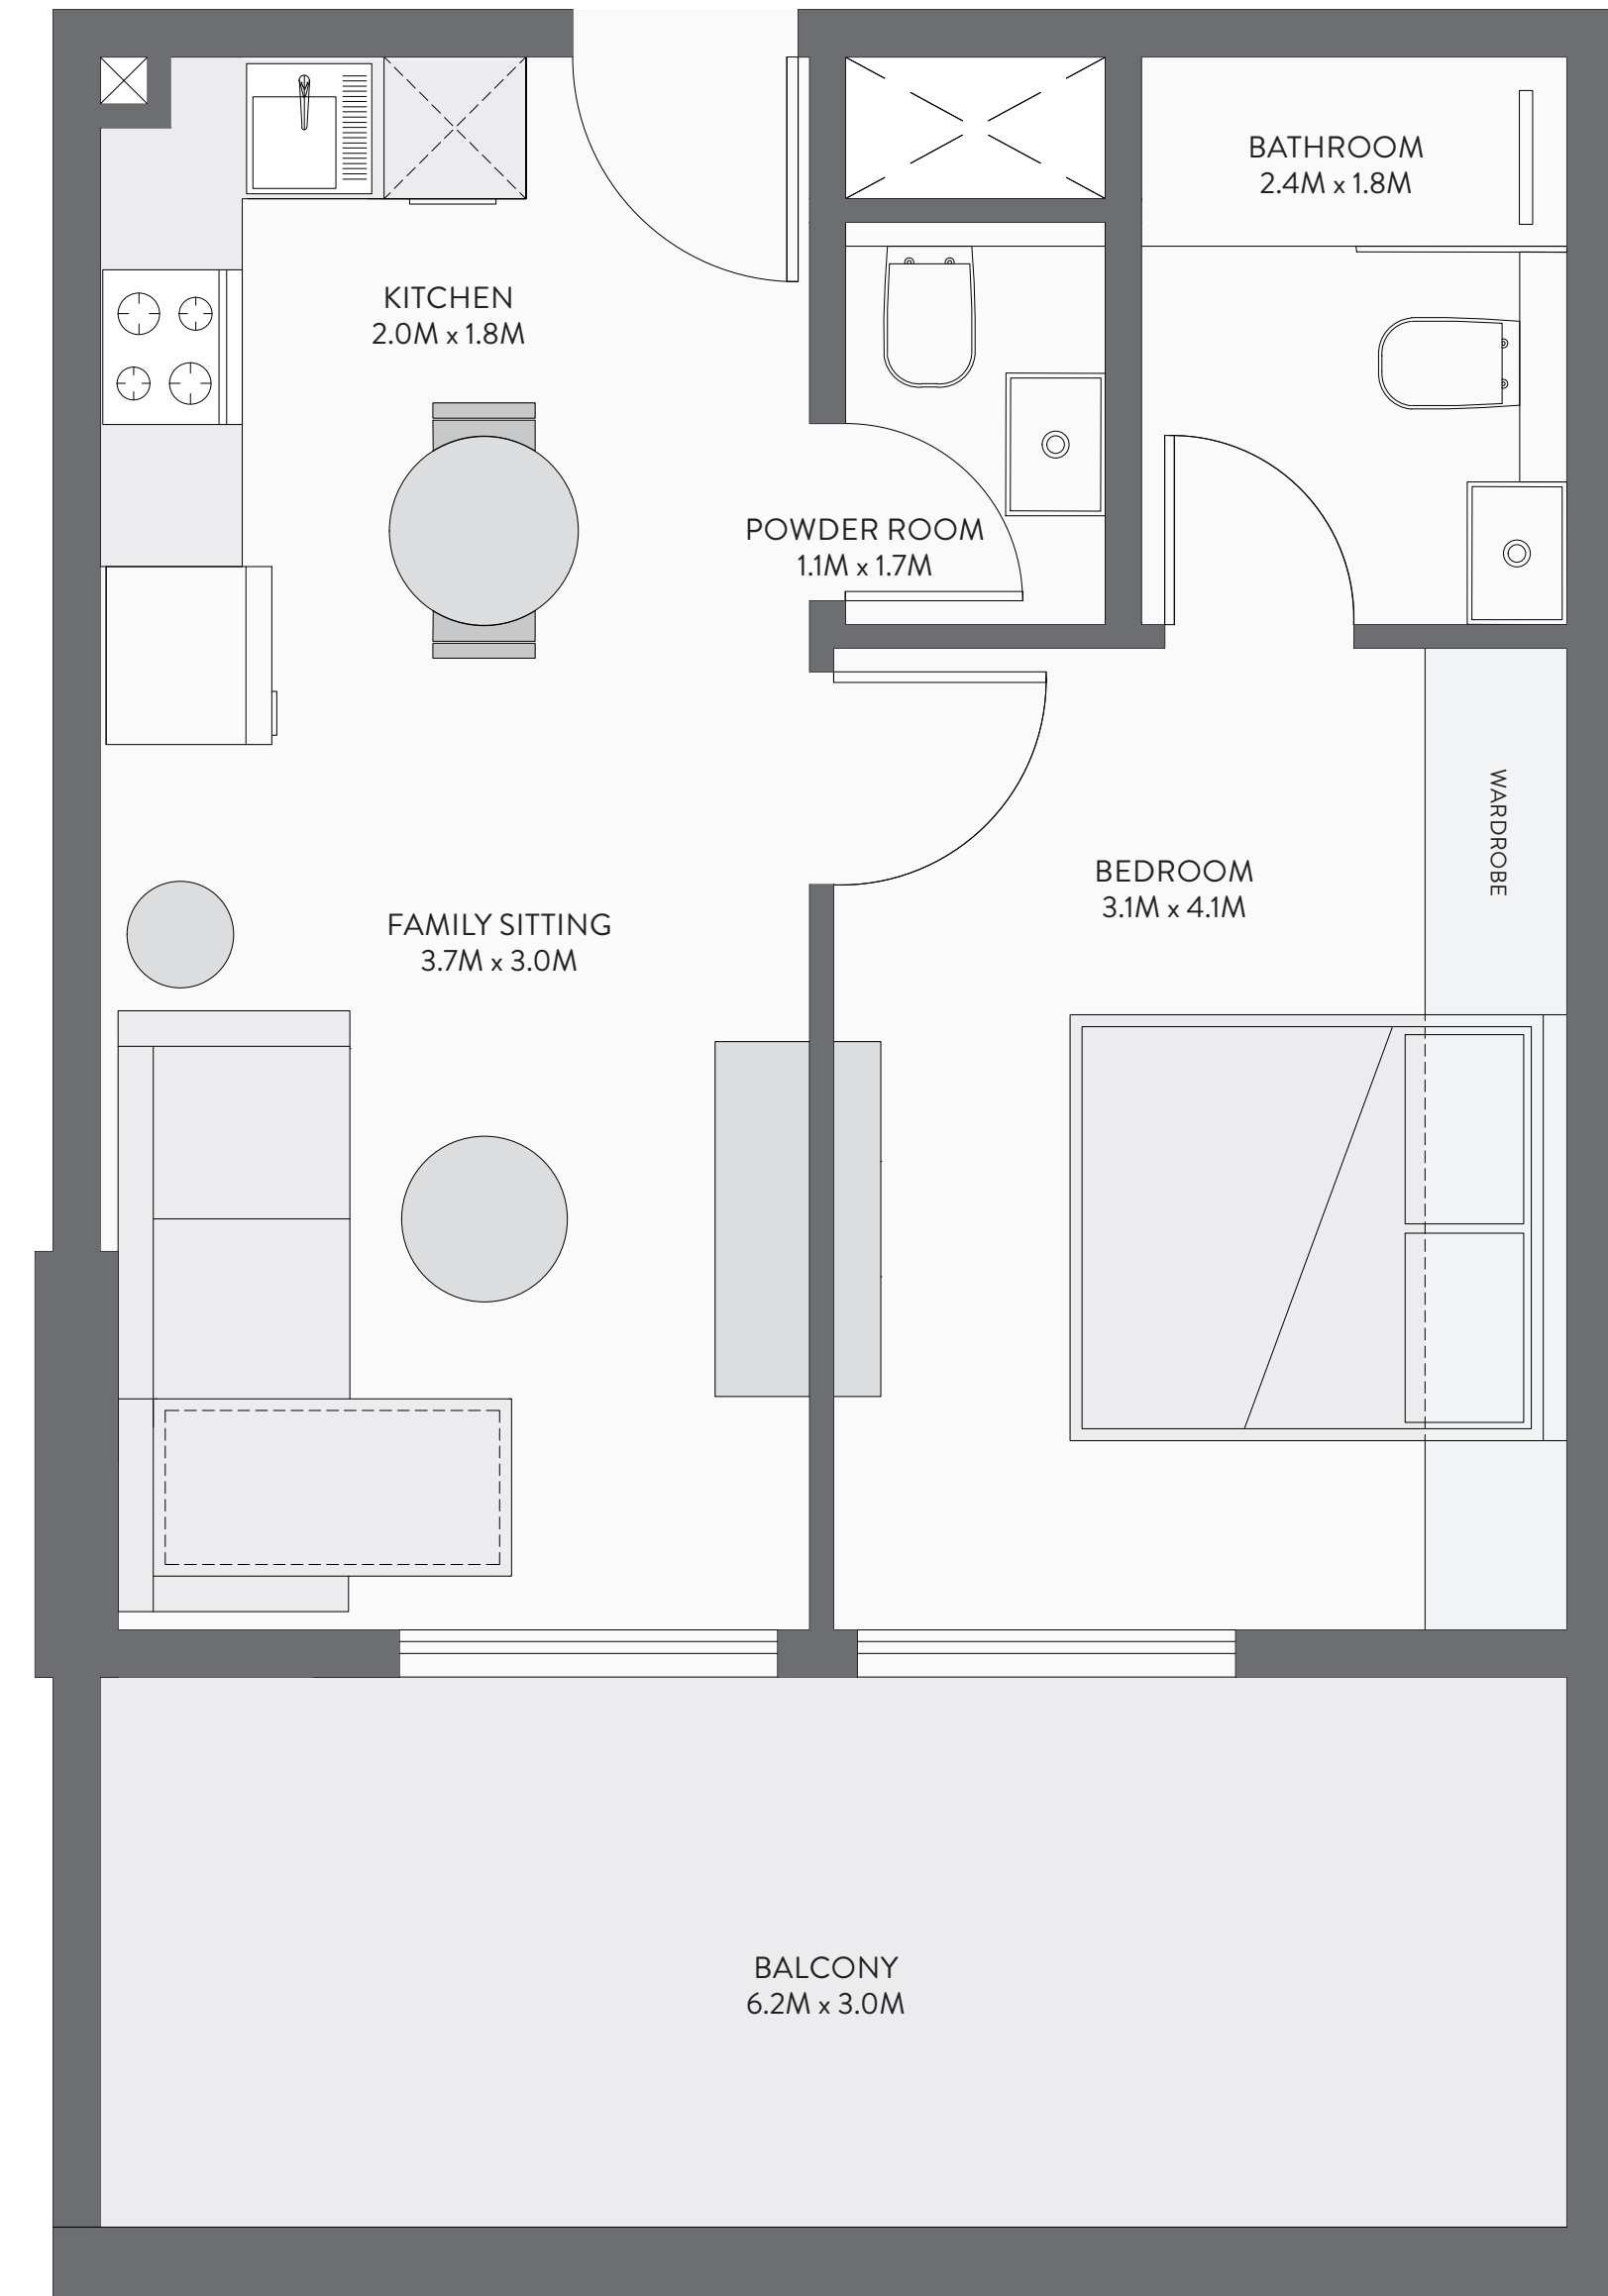 BATHROOM
2.4M x 1.8M
KITCHEN
2.0M x 1.8M
POWDER ROOM
1.1M x 1.7M
WARDROBE
BEDROOM
3.1M x 4.1M
FAMILY SITTING
3.7M x 3.0M
BALCONY
6.2M x 3.0M